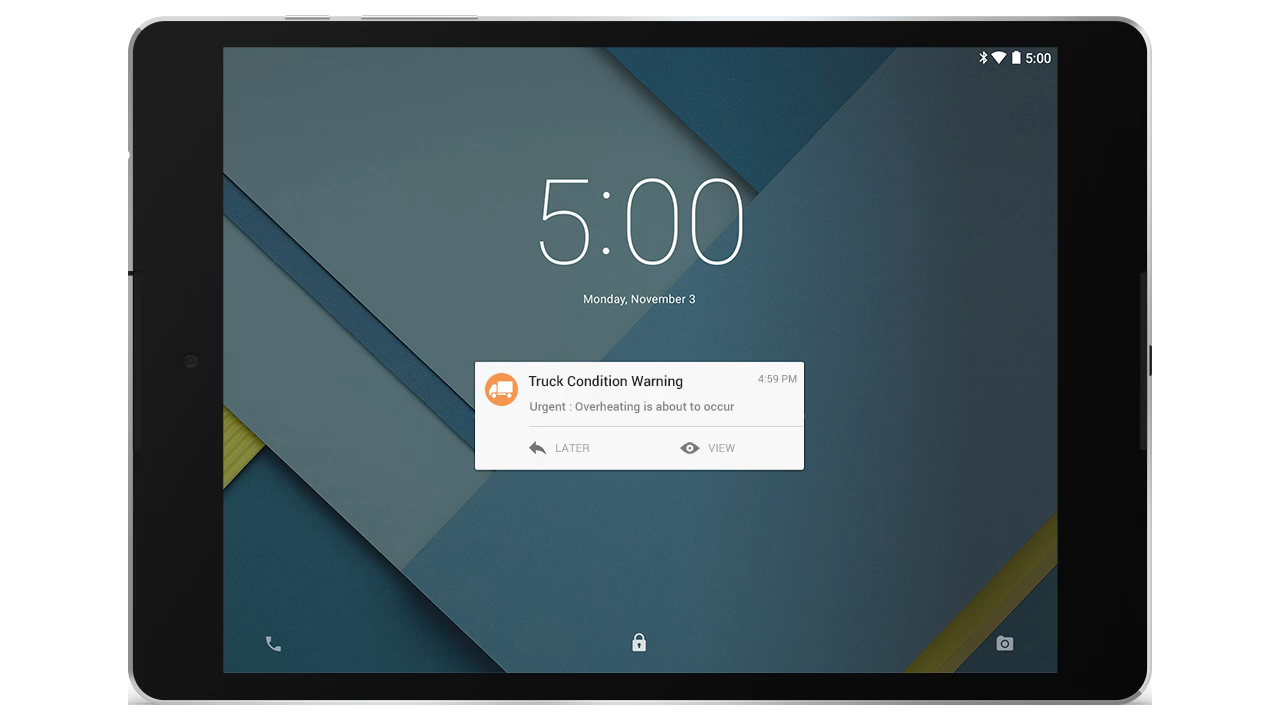 5:00
5:00
Monday, November 3
Truck Condition Warning 4:59 PM
Urgent : Overheating is about to occur
LATER VIEW